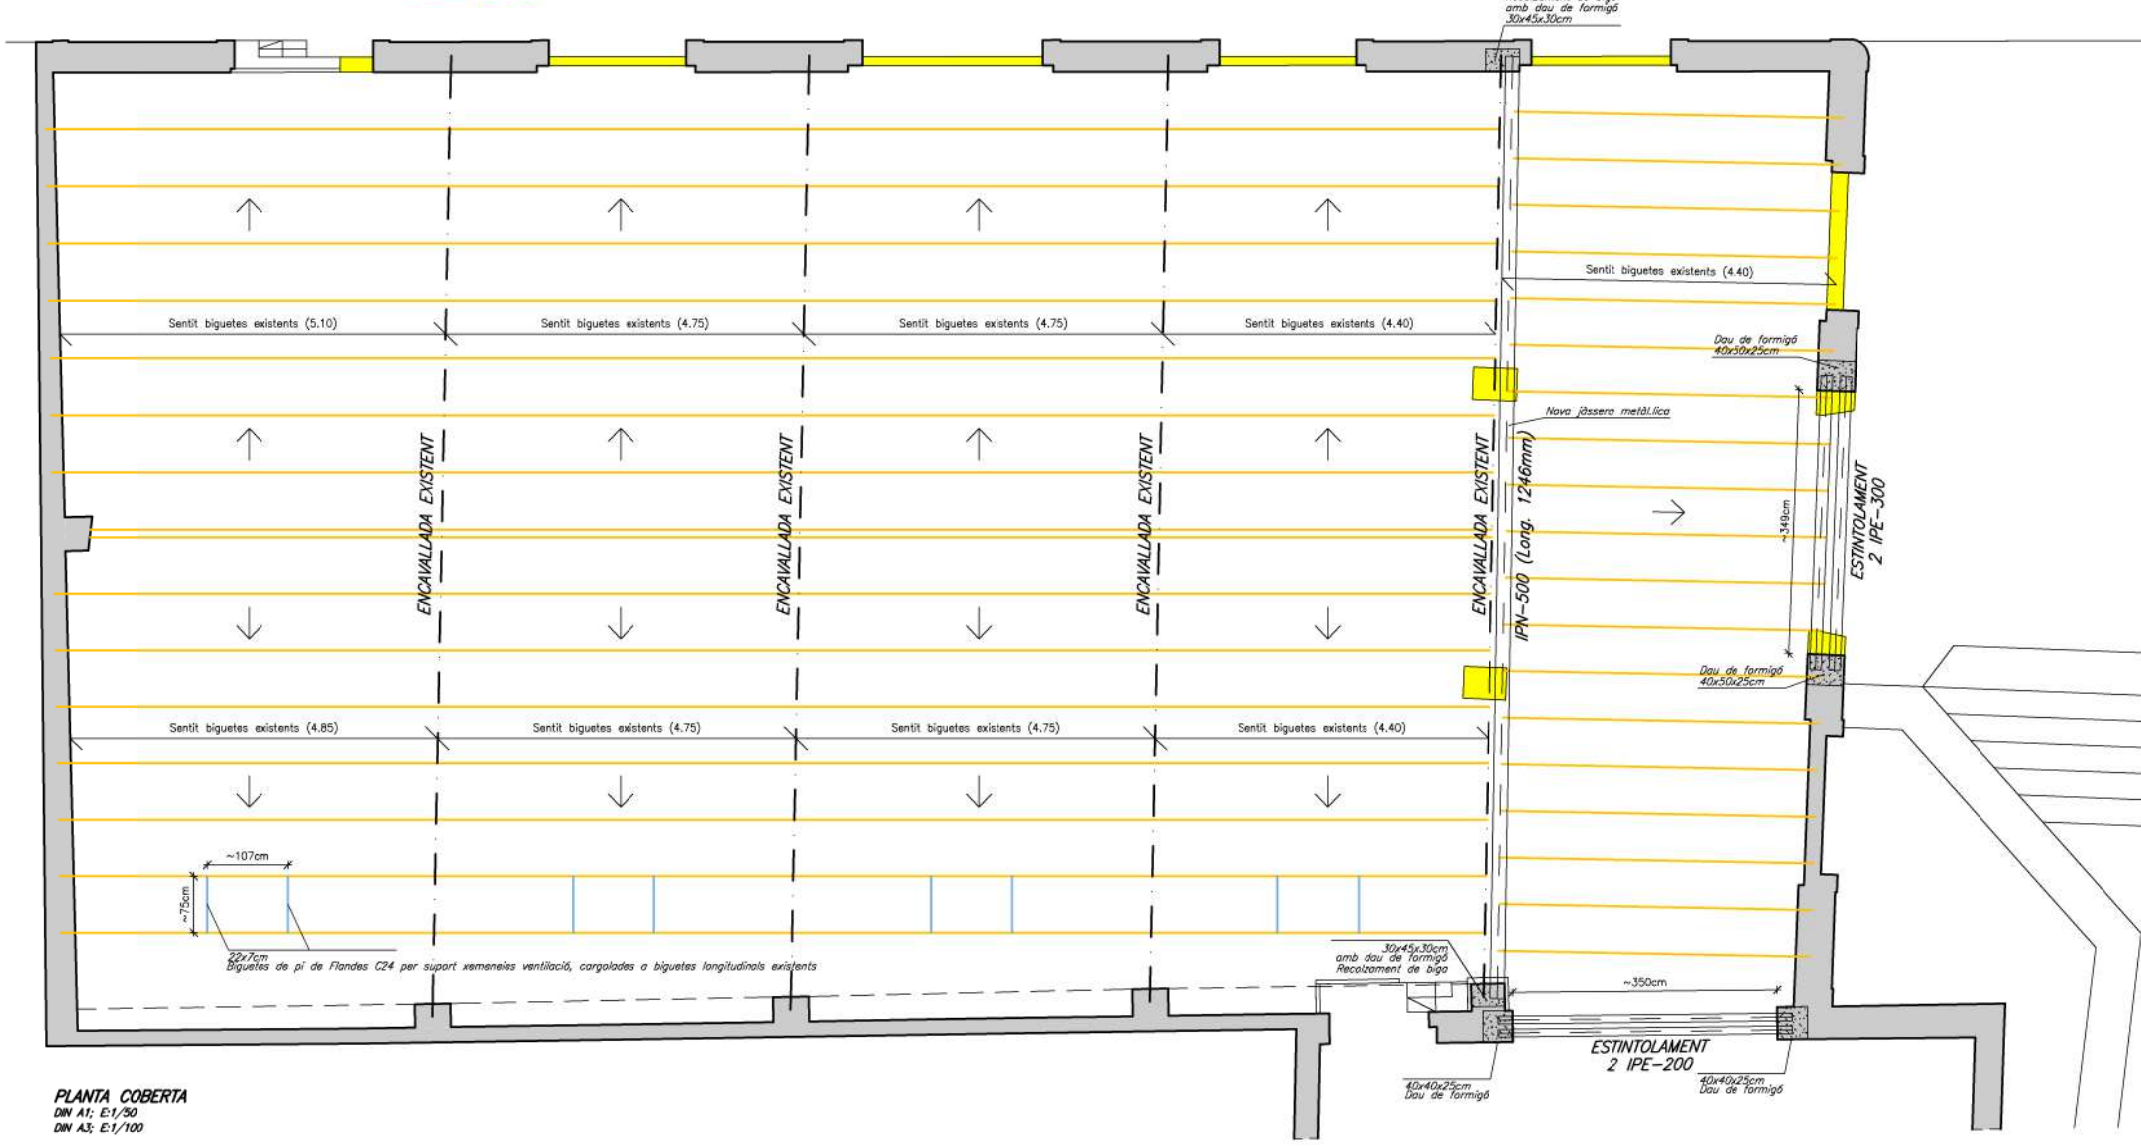 amb dau de formigó
30x45x30cm
Sentit biguetes existents (4.40)
Sentit biguetes existents (5.10)
Sentit biguetes existents (4.75)
Sentit biguetes existents (4.75)
Sentit biguetes existents (4.40)
Dau de formigó
40x50x25cm
Nova jàssera metàl.lica
ENCAVALLADA EXISTENT
ENCAVALLADA EXISTENT
ENCAVALLADA EXISTENT
ENCAVALLADA EXISTENT
IPN-500 (Long. 1246mm)
~349cm
ESTINTOLAMENT
2 IPE-300
Dau de formigó
40x50x25cm
Sentit biguetes existents (4.85)
Sentit biguetes existents (4.75)
Sentit biguetes existents (4.75)
Sentit biguetes existents (4.40)
~107cm
~75cm
22x7cm
Biguetes de pi de Flandes C24 per suport xemeneies ventilació, cargolades a biguetes longitudinals existents
30x45x30cm
amb dau de formigó
Recolzament de biga
~350cm
ESTINTOLAMENT
2 IPE-200
40x40x25cm
Dau de formigó
40x40x25cm
Dau de formigó
PLANTA COBERTA
DIN A1; E:1/50
DIN A3; E:1/100